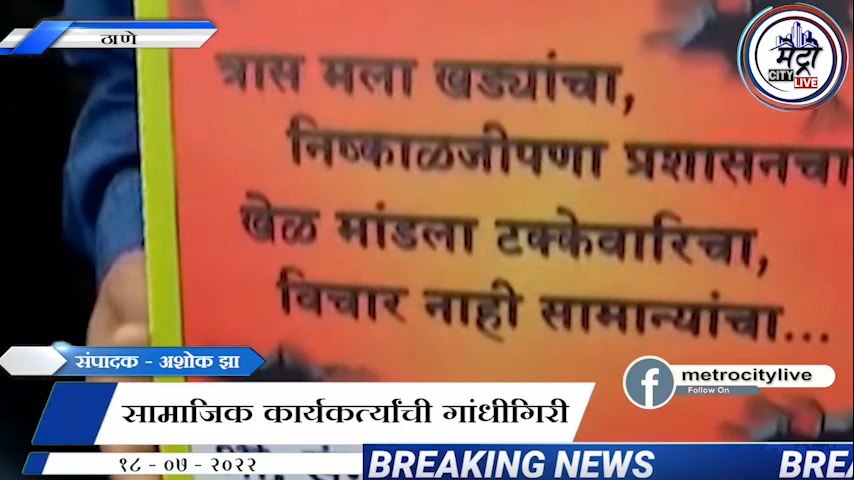 ठाणे
मेट्रो
CITY
LIVE
त्रास मला खड्यांचा,
निष्काळजीपणा प्रशासनचा
खेळ मांडला टक्केवारिचा,
विचार नाही सामान्यांचा...
संपादक - अशोक झा
metrocitylive
Follow On
सामाजिक कार्यकर्त्यांची गांधीगिरी
१८ - ०७ - २०२२
BREAKING NEWS
BREA